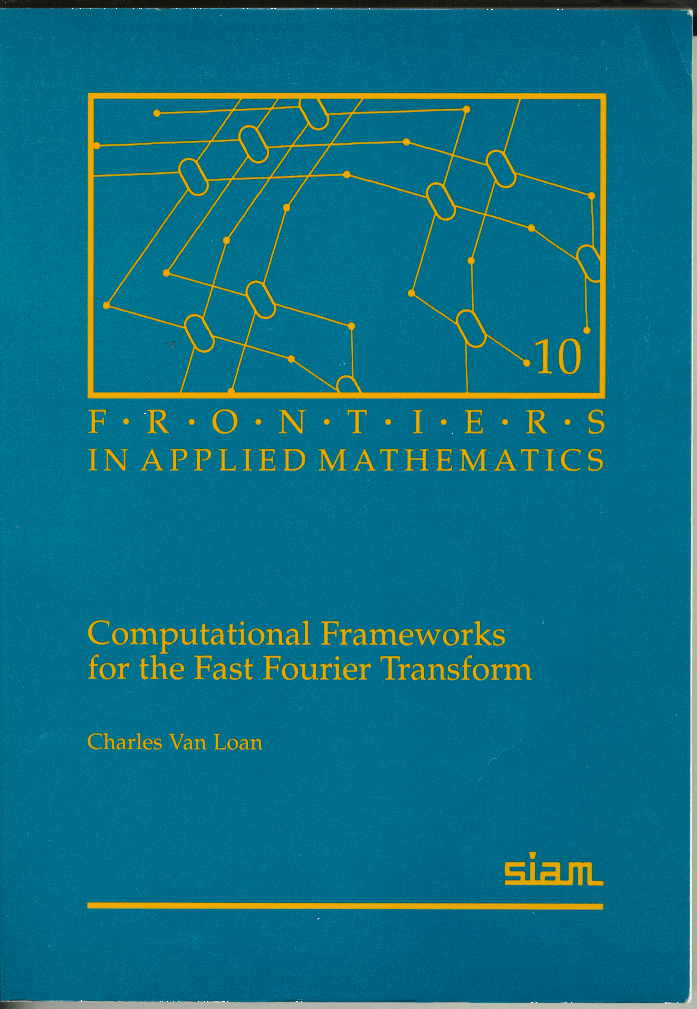 10
F·R·O·N·T·I·E·R·S
IN APPLIED MATHEMATICS
Computational Frameworks
for the Fast Fourier Transform
Charles Van Loan
siam